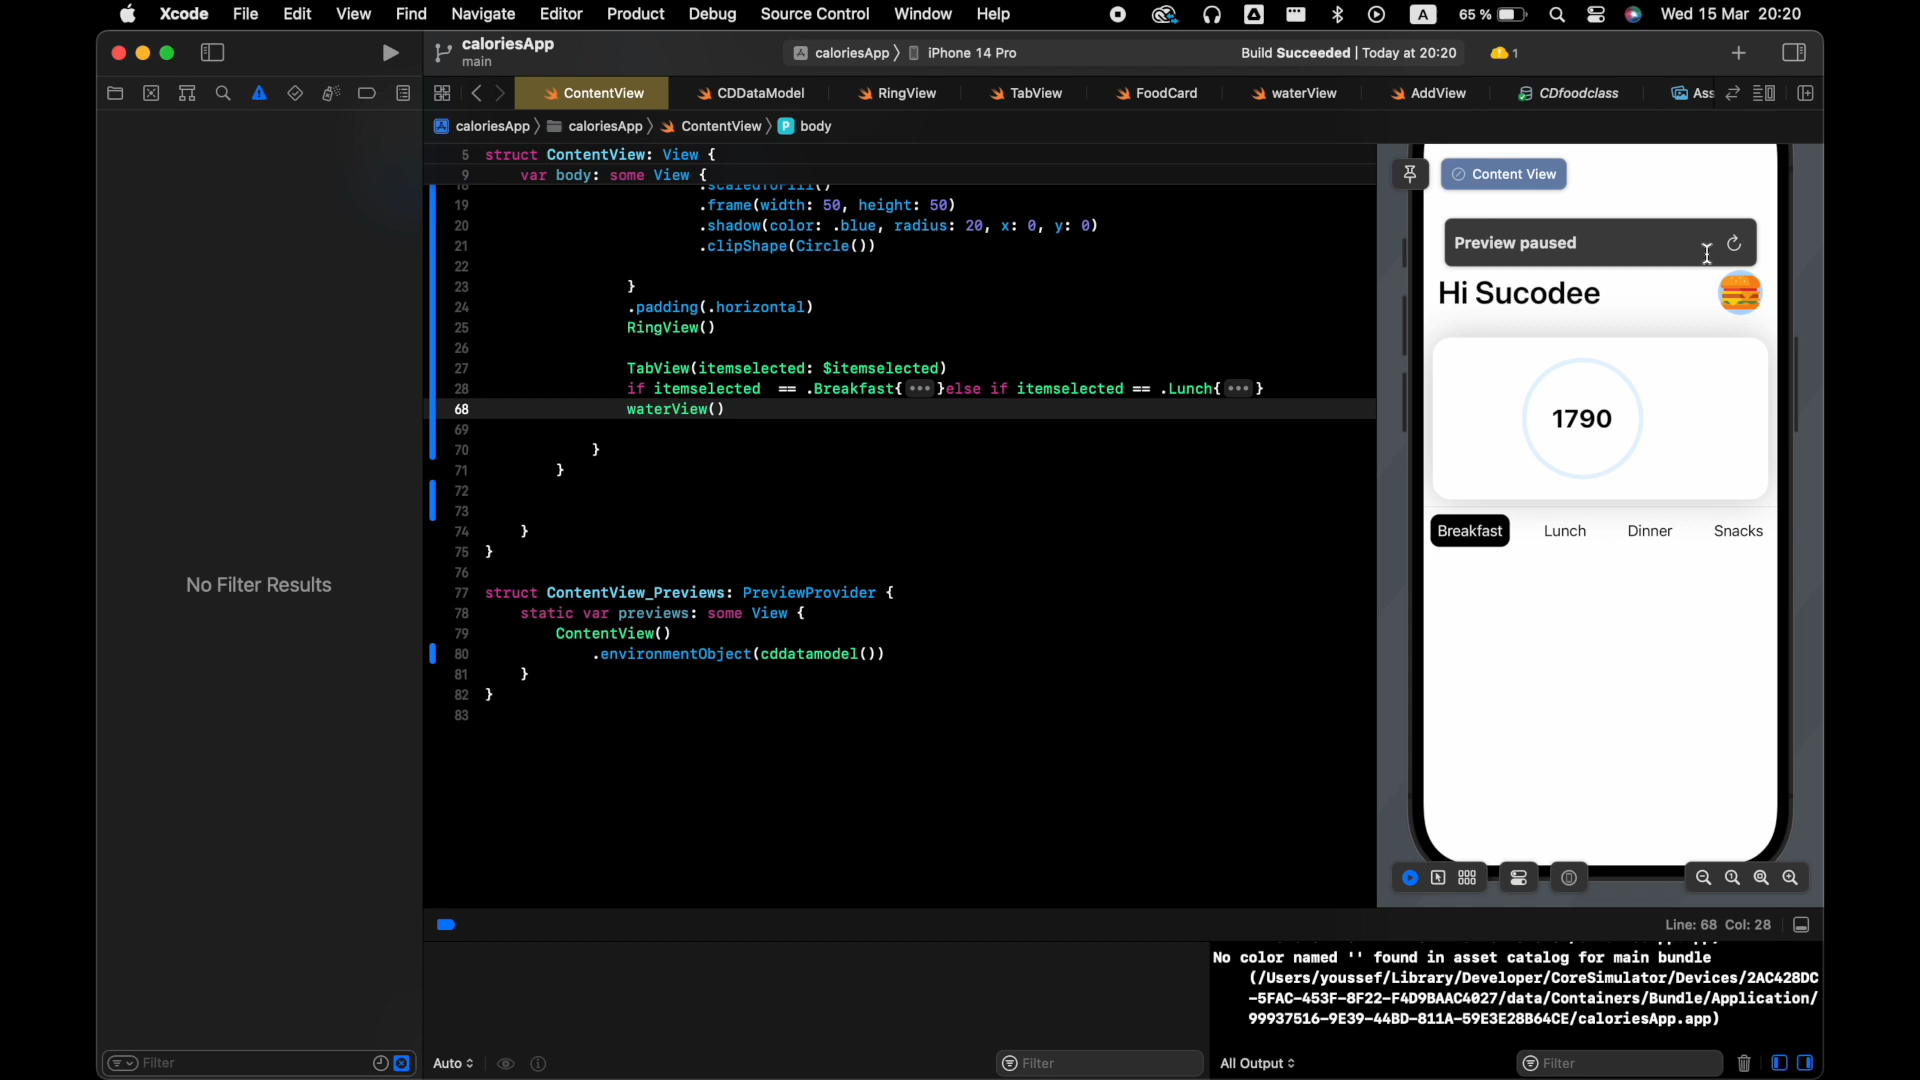 Xcode File Edit View Find Navigate Editor Product Debug Source Control Window Help A 65 % Wed 15 Mar 20:20
caloriesApp
main
caloriesApp iPhone 14 Pro Build Succeeded | Today at 20:20 1
ContentView CDDataModel RingView TabView FoodCard waterView AddView CDfoodclass Ass
caloriesApp caloriesApp ContentView P body
5 struct ContentView: View {
9 var body: some View {
18 .scaledToFill()
19 .frame(width: 50, height: 50)
20 .shadow(color: .blue, radius: 20, x: 0, y: 0)
21 .clipShape(Circle())
22
23 }
24 .padding(.horizontal)
25 RingView()
26
27 TabView(itemselected: $itemselected)
28 if itemselected == .Breakfast{ ••• }else if itemselected == .Lunch{ ••• }
68 waterView()
69
70 }
71 }
72
73
74 }
75 }
76
77 struct ContentView_Previews: PreviewProvider {
78 static var previews: some View {
79 ContentView()
80 .environmentObject(cddatamodel())
81 }
82 }
83
No Filter Results
Content View
Preview paused
Hi Sucodee
1790
Breakfast Lunch Dinner Snacks
Line: 68 Col: 28
No color named '' found in asset catalog for main bundle
(/Users/youssef/Library/Developer/CoreSimulator/Devices/2AC428DC
-5FAC-453F-8F22-F4D9BAAC4027/data/Containers/Bundle/Application/
99937516-9E39-44BD-811A-59E3E28B64CE/caloriesApp.app)
Filter Auto Filter All Output Filter